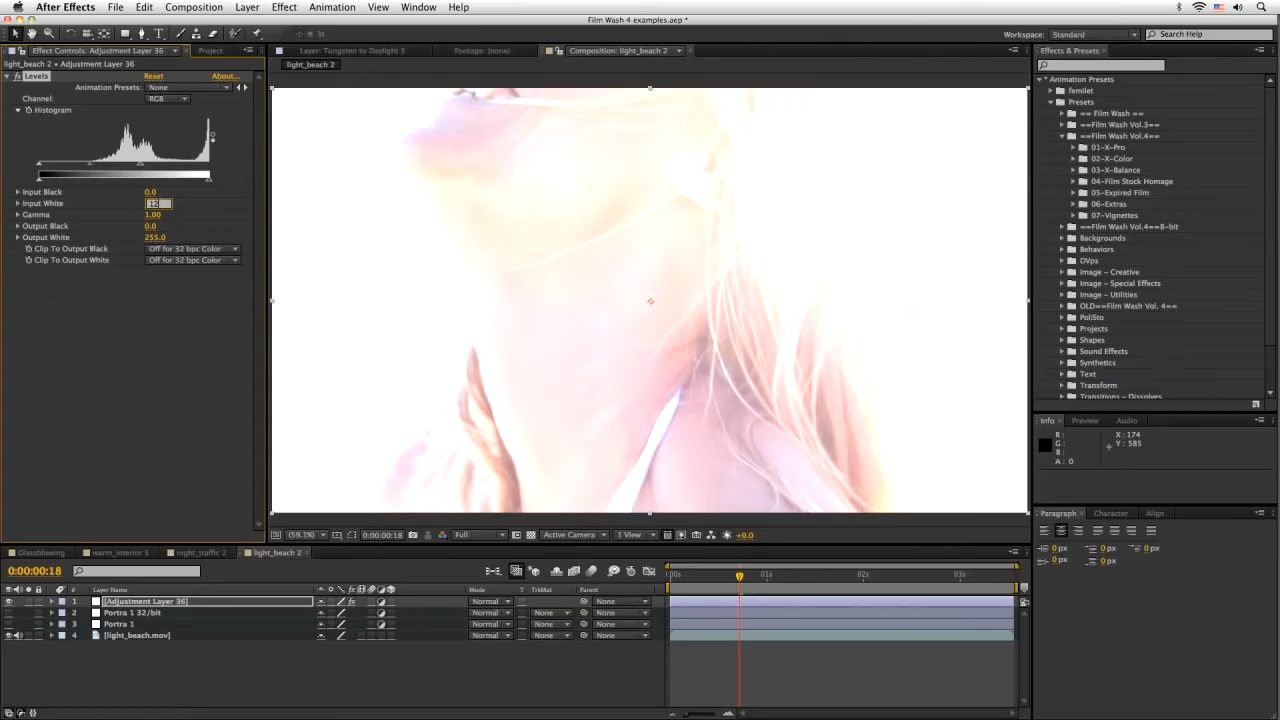 After Effects File Edit Composition Layer Effect Animation View Window Help
Film Wash 4 examples.aep *
Workspace: Standard Search Help
Effect Controls: Adjustment Layer 36 Project Layer: Tungsten to Daylight 3 Footage: (none) Composition: light_beach 2 Effects & Presets
light_beach 2 • Adjustment Layer 36
light_beach 2
fx Levels Reset About...
Animation Presets: None
Channel: RGB
Histogram
Input Black 0.0
Input White 12
Gamma 1.00
Output Black 0.0
Output White 255.0
Clip To Output Black Off for 32 bpc Color
Clip To Output White Off for 32 bpc Color
* Animation Presets
femilet
Presets
== Film Wash ==
==Film Wash Vol.3==
==Film Wash Vol.4==
01-X-Pro
02-X-Color
03-X-Balance
04-Film Stock Homage
05-Expired Film
06-Extras
07-Vignettes
==Film Wash Vol.4==8-bit
Backgrounds
Behaviors
DVps
Image – Creative
Image – Special Effects
Image – Utilities
OLD==Film Wash Vol. 4==
PoliSto
Projects
Shapes
Sound Effects
Synthetics
Text
Transform
Transitions – Dissolves
Info Preview Audio
R : X : 174
G : Y : 585
B :
A : 0
Paragraph Character Align
0 px 0 px 0 px
0 px 0 px
(59.1%) 0:00:00:18 Full Active Camera 1 View +0.0
Glassblowing warm_interior 3 night_traffic 2 light_beach 2
0:00:00:18
:00s 01s 02s 03s
# Layer Name Mode T TrkMat Parent
1 [Adjustment Layer 36] fx Normal None
2 Portra 1 32/bit Normal None None
3 Portra 1 Normal None None
4 [light_beach.mov] Normal None None